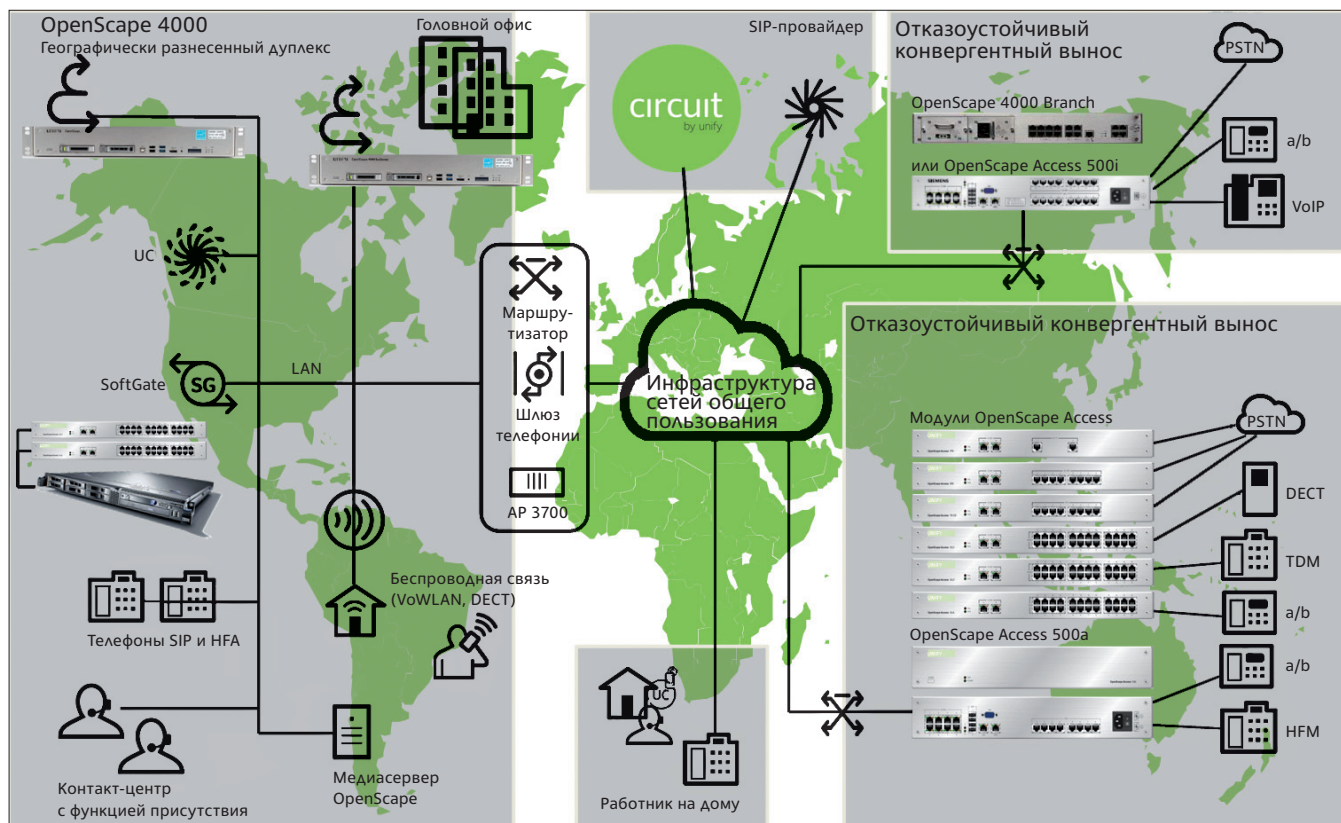 OpenScape 4000
Географически разнесенный дуплекс
Головной офис
UC
SoftGate
SG
LAN
Телефоны SIP и HFA
Контакт-центр
с функцией присутствия
Беспроводная связь
(VoWLAN, DECT)
Медиасервер
OpenScape
Маршру-
тизатор
Шлюз
телефонии
AP 3700
circuit
by unify
SIP-провайдер
Инфраструктура
сетей общего
пользования
UC
Работник на дому
Отказоустойчивый
конвергентный вынос
PSTN
OpenScape 4000 Branch
или OpenScape Access 500i
SIEMENS
a/b
VoIP
Отказоустойчивый конвергентный вынос
Модули OpenScape Access
PSTN
DECT
TDM
a/b
OpenScape Access 500a
a/b
HFM